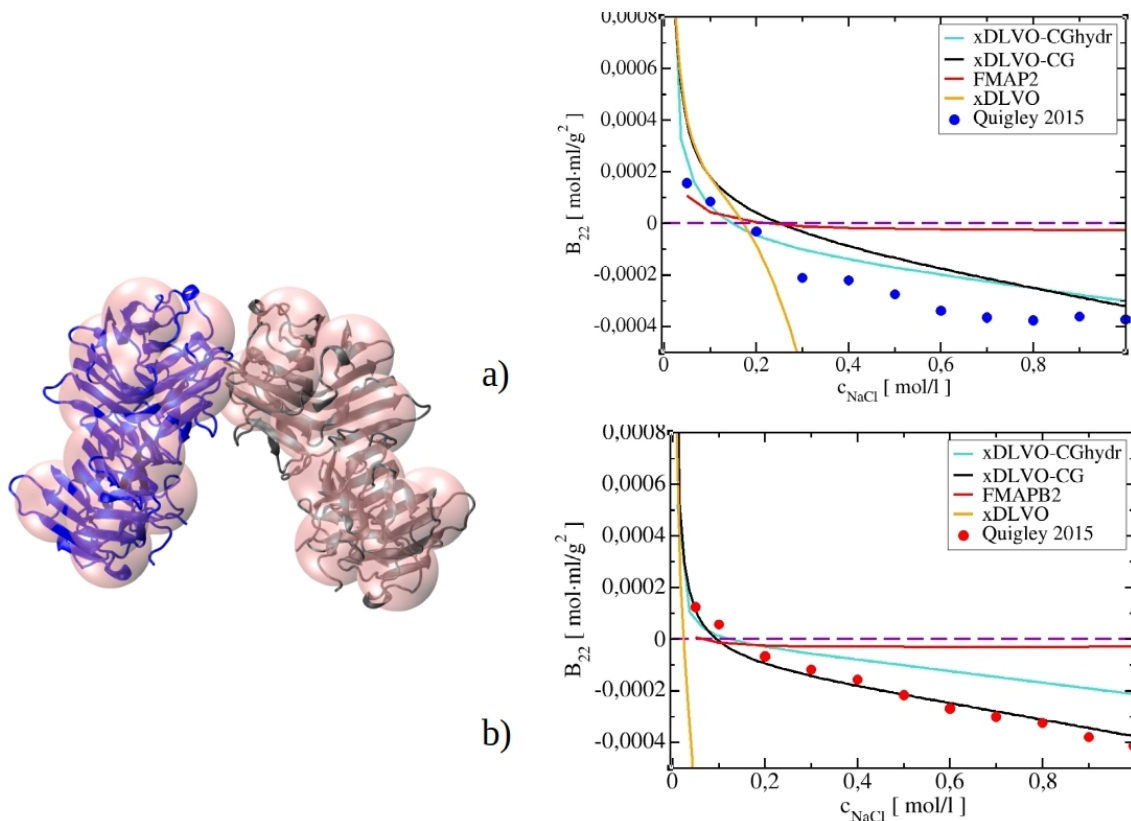 a)
0,0008
0,0006
0,0004
0,0002
0
-0,0002
-0,0004
B22 [ mol·ml/g2 ]
xDLVO-CGhydr
xDLVO-CG
FMAP2
xDLVO
Quigley 2015
0 0,2 0,4 0,6 0,8
cNaCl [ mol/l ]
b)
0,0008
0,0006
0,0004
0,0002
0
-0,0002
-0,0004
B22 [ mol·ml/g2 ]
xDLVO-CGhydr
xDLVO-CG
FMAPB2
xDLVO
Quigley 2015
0 0,2 0,4 0,6 0,8
cNaCl [ mol/l ]